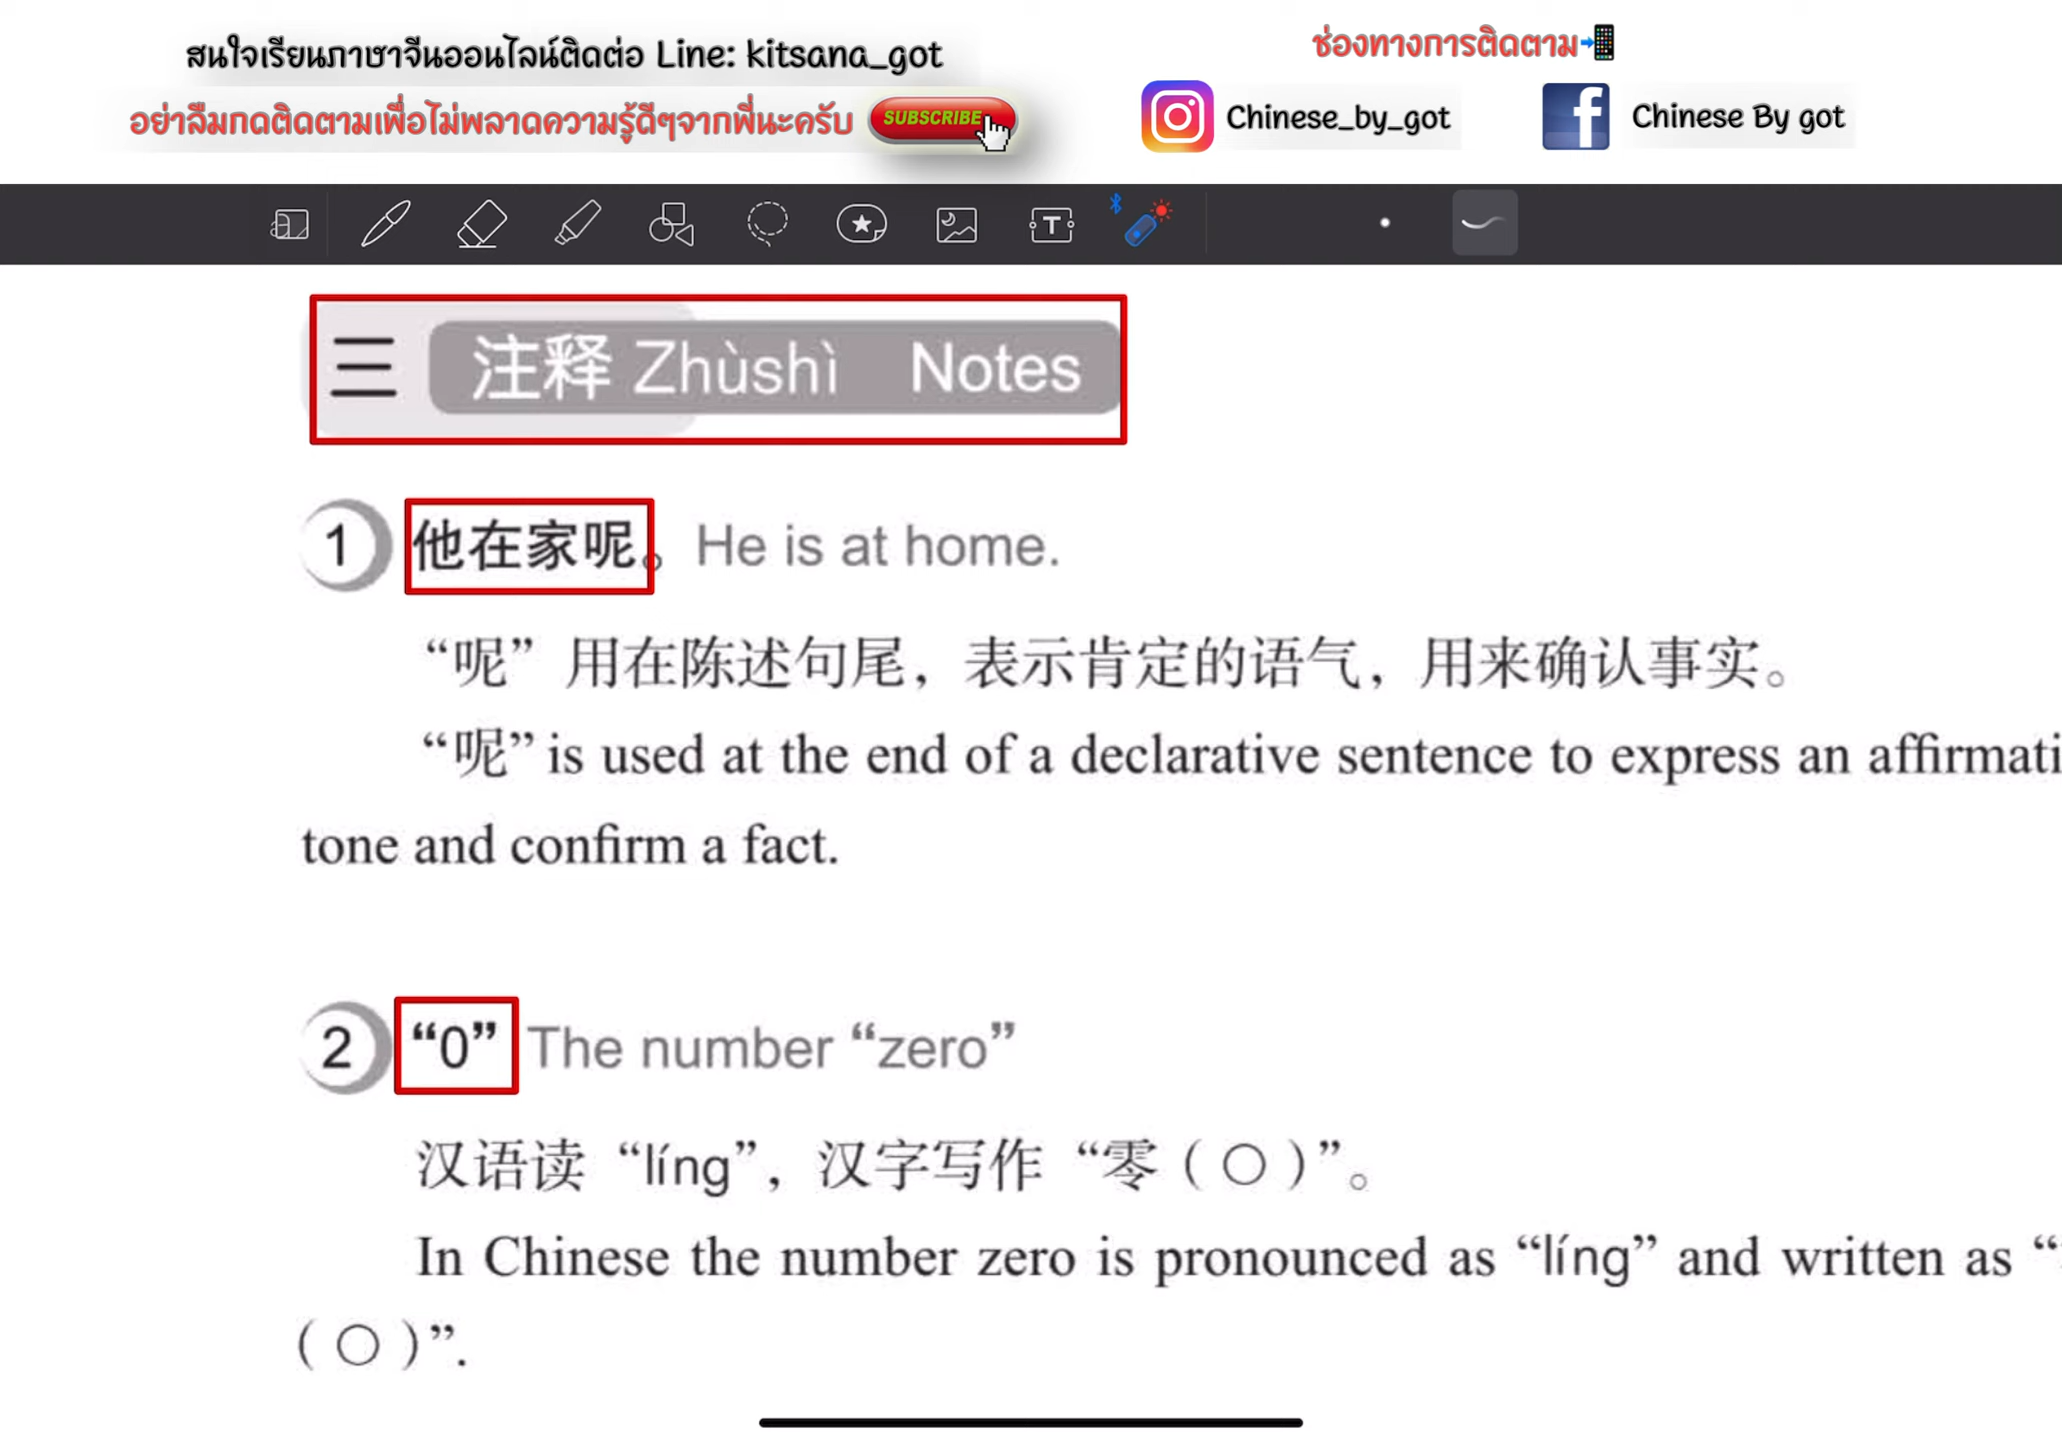 สนใจเรียนภาษาจีนออนไลน์ติดต่อ Line: kitsana_got
อย่าลืมกดติดตามเพื่อไม่พลาดความรู้ดีๆจากพี่นะครับ SUBSCRIBE
ช่องทางการติดตาม
Chinese_by_got
Chinese By got
三 注释 Zhùshì Notes
1 他在家呢。 He is at home.
“呢”用在陈述句尾，表示肯定的语气，用来确认事实。
“呢” is used at the end of a declarative sentence to express an affirmati
tone and confirm a fact.
2 “0” The number “zero”
汉语读“líng”，汉字写作“零（〇）”。
In Chinese the number zero is pronounced as “líng” and written as “
(〇)”.